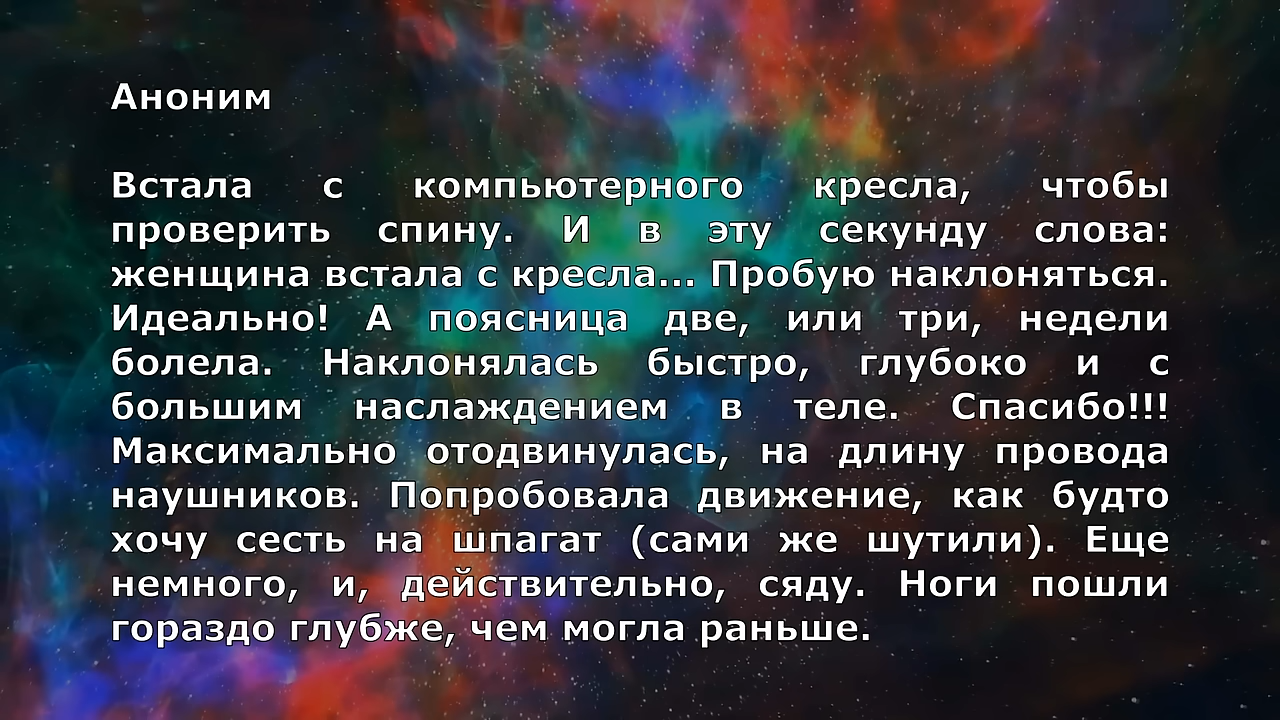 Аноним
Встала с компьютерного кресла, чтобы
проверить спину. И в эту секунду слова:
женщина встала с кресла... Пробую наклоняться.
Идеально! А поясница две, или три, недели
болела. Наклонялась быстро, глубоко и с
большим наслаждением в теле. Спасибо!!!
Максимально отодвинулась, на длину провода
наушников. Попробовала движение, как будто
хочу сесть на шпагат (сами же шутили). Еще
немного, и, действительно, сяду. Ноги пошли
гораздо глубже, чем могла раньше.